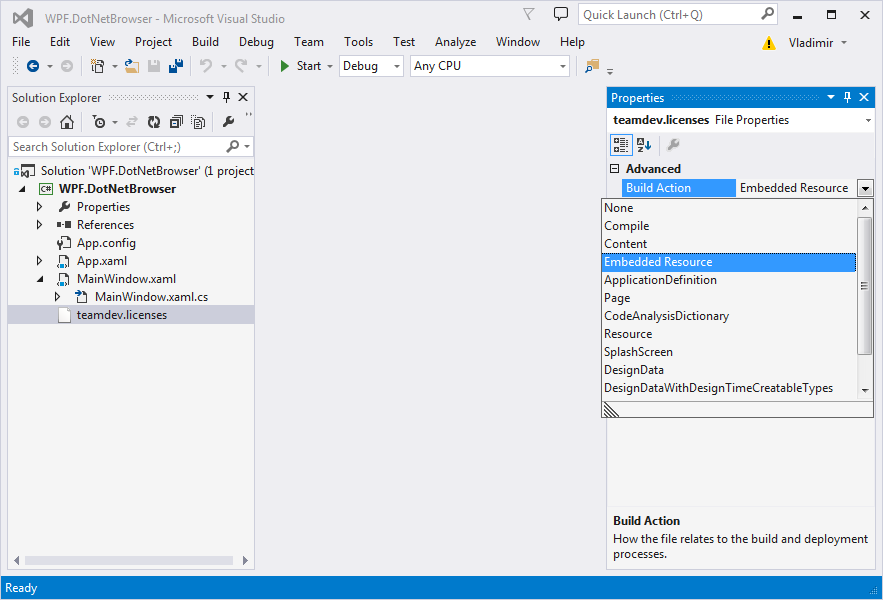 WPF.DotNetBrowser - Microsoft Visual Studio
Quick Launch (Ctrl+Q)
File Edit View Project Build Debug Team Tools Test Analyze Window Help
Vladimir
Start Debug Any CPU
Solution Explorer
Search Solution Explorer (Ctrl+;)
Solution 'WPF.DotNetBrowser' (1 project
C# WPF.DotNetBrowser
Properties
References
App.config
App.xaml
MainWindow.xaml
MainWindow.xaml.cs
teamdev.licenses
Properties
teamdev.licenses File Properties
Advanced
Build Action Embedded Resource
None
Compile
Content
Embedded Resource
ApplicationDefinition
Page
CodeAnalysisDictionary
Resource
SplashScreen
DesignData
DesignDataWithDesignTimeCreatableTypes
Build Action
How the file relates to the build and deployment
processes.
Ready